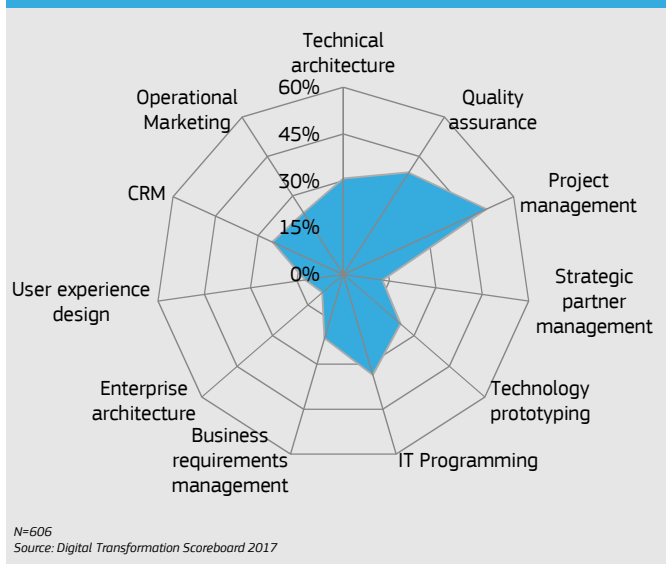 Technical
architecture
60%
Operational
Marketing
Quality
assurance
45%
CRM
30%
Project
management
15%
0%
User experience
design
Strategic
partner
management
Enterprise
architecture
Technology
prototyping
Business
requirements
management
IT Programming
N=606
Source: Digital Transformation Scoreboard 2017